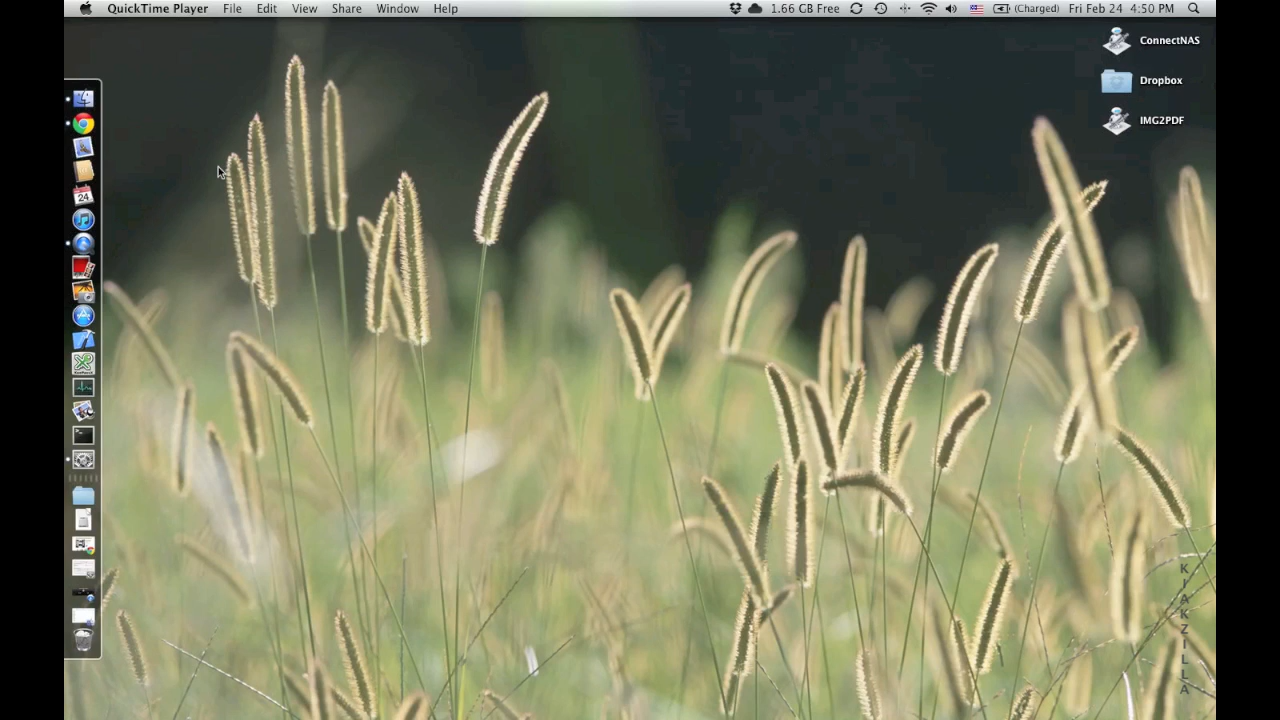 QuickTime Player File Edit View Share Window Help 1.66 GB Free (Charged) Fri Feb 24 4:50 PM
ConnectNAS
Dropbox
IMG2PDF
24
KIAKZILLA